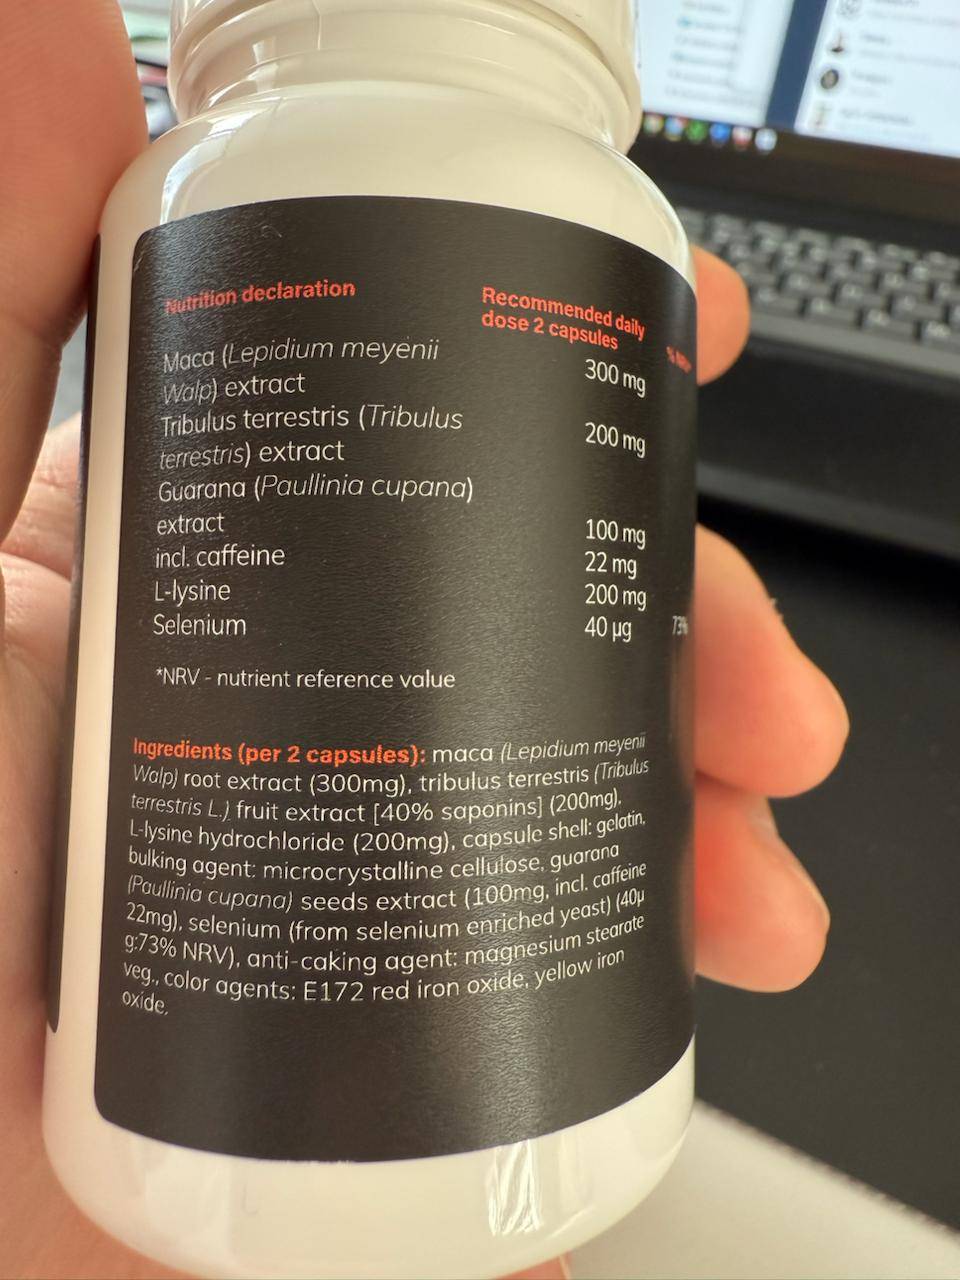 Nutrition declaration
Recommended daily
dose 2 capsules
% NRV*
Maca (Lepidium meyenii
Walp) extract
300 mg
Tribulus terrestris (Tribulus
terrestris) extract
200 mg
Guarana (Paullinia cupana)
extract
100 mg
incl. caffeine
22 mg
L-lysine
200 mg
Selenium
40 µg
73%
*NRV - nutrient reference value
Ingredients (per 2 capsules): maca (Lepidium meyenii
Walp) root extract (300mg), tribulus terrestris (Tribulus
terrestris L.) fruit extract [40% saponins] (200mg),
L-lysine hydrochloride (200mg), capsule shell: gelatin,
bulking agent: microcrystalline cellulose, guarana
(Paullinia cupana) seeds extract (100mg, incl. caffeine
22mg), selenium (from selenium enriched yeast) (40µ
g:73% NRV), anti-caking agent: magnesium stearate
veg., color agents: E172 red iron oxide, yellow iron
oxide.